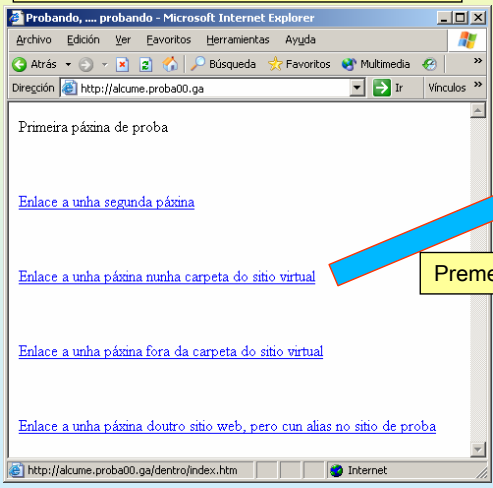 Probando, .... probando - Microsoft Internet Explorer
Archivo Edición Ver Favoritos Herramientas Ayuda
Atrás Búsqueda Favoritos Multimedia »
Dirección http://alcume.proba00.ga Ir Vínculos »
Primeira páxina de proba
Enlace a unha segunda páxina
Enlace a unha páxina nunha carpeta do sitio virtual
Preme
Enlace a unha páxina fora da carpeta do sitio virtual
Enlace a unha páxina doutro sitio web, pero cun alias no sitio de proba
http://alcume.proba00.ga/dentro/index.htm Internet